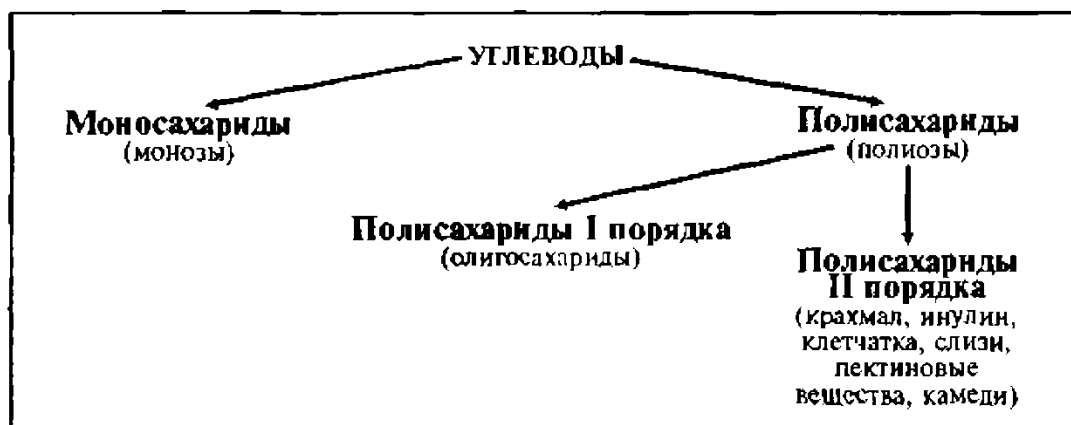 УГЛЕВОДЫ
Моносахариды
(монозы)
Полисахариды
(полиозы)
Полисахариды I порядка
(олигосахариды)
Полисахариды
II порядка
(крахмал, инулин,
клетчатка, слизи,
пектиновые
вещества, камеди)